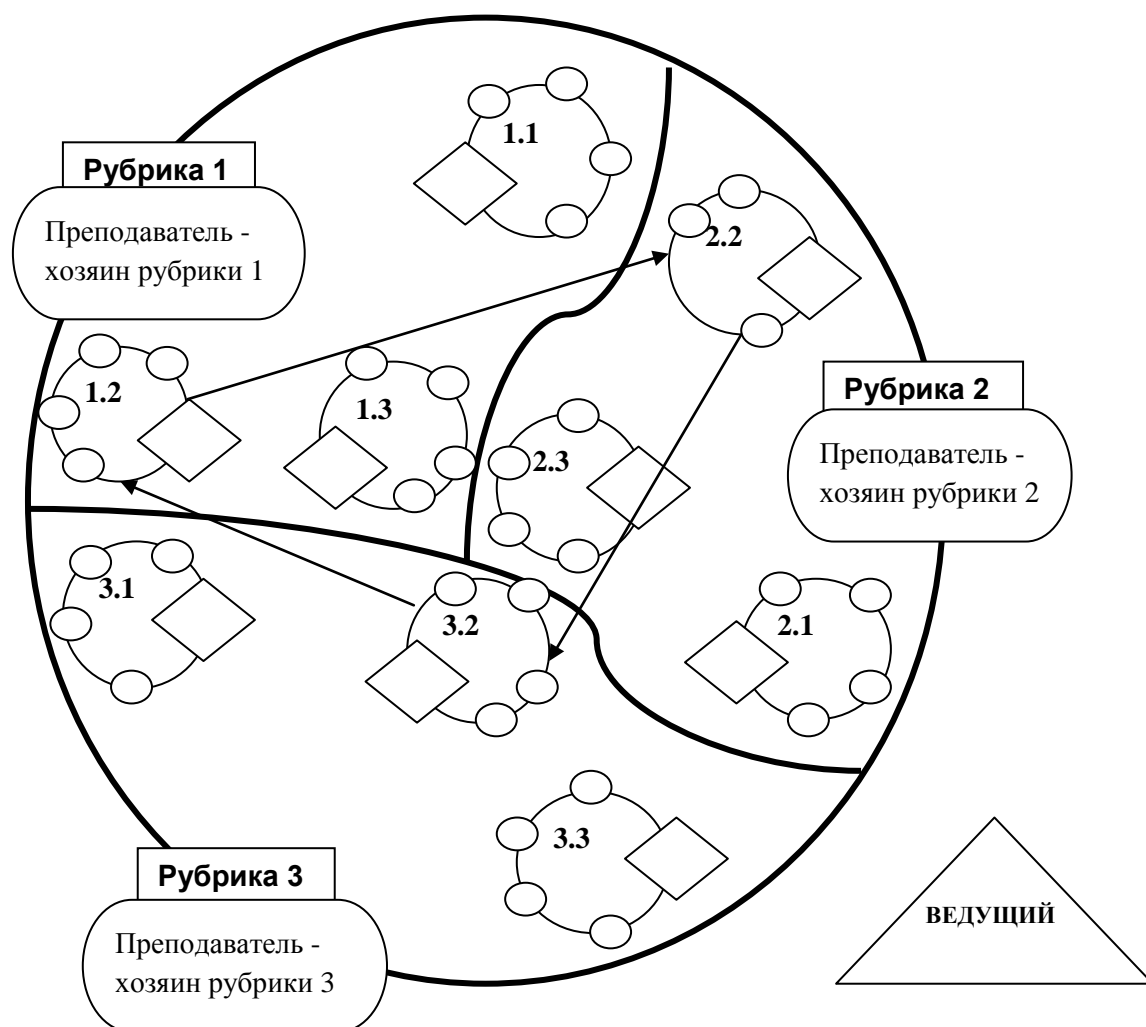 1.1
Рубрика 1
Преподаватель -
хозяин рубрики 1
2.2
1.2
1.3
Рубрика 2
Преподаватель -
хозяин рубрики 2
2.3
3.1
3.2
2.1
3.3
Рубрика 3
Преподаватель -
хозяин рубрики 3
ВЕДУЩИЙ